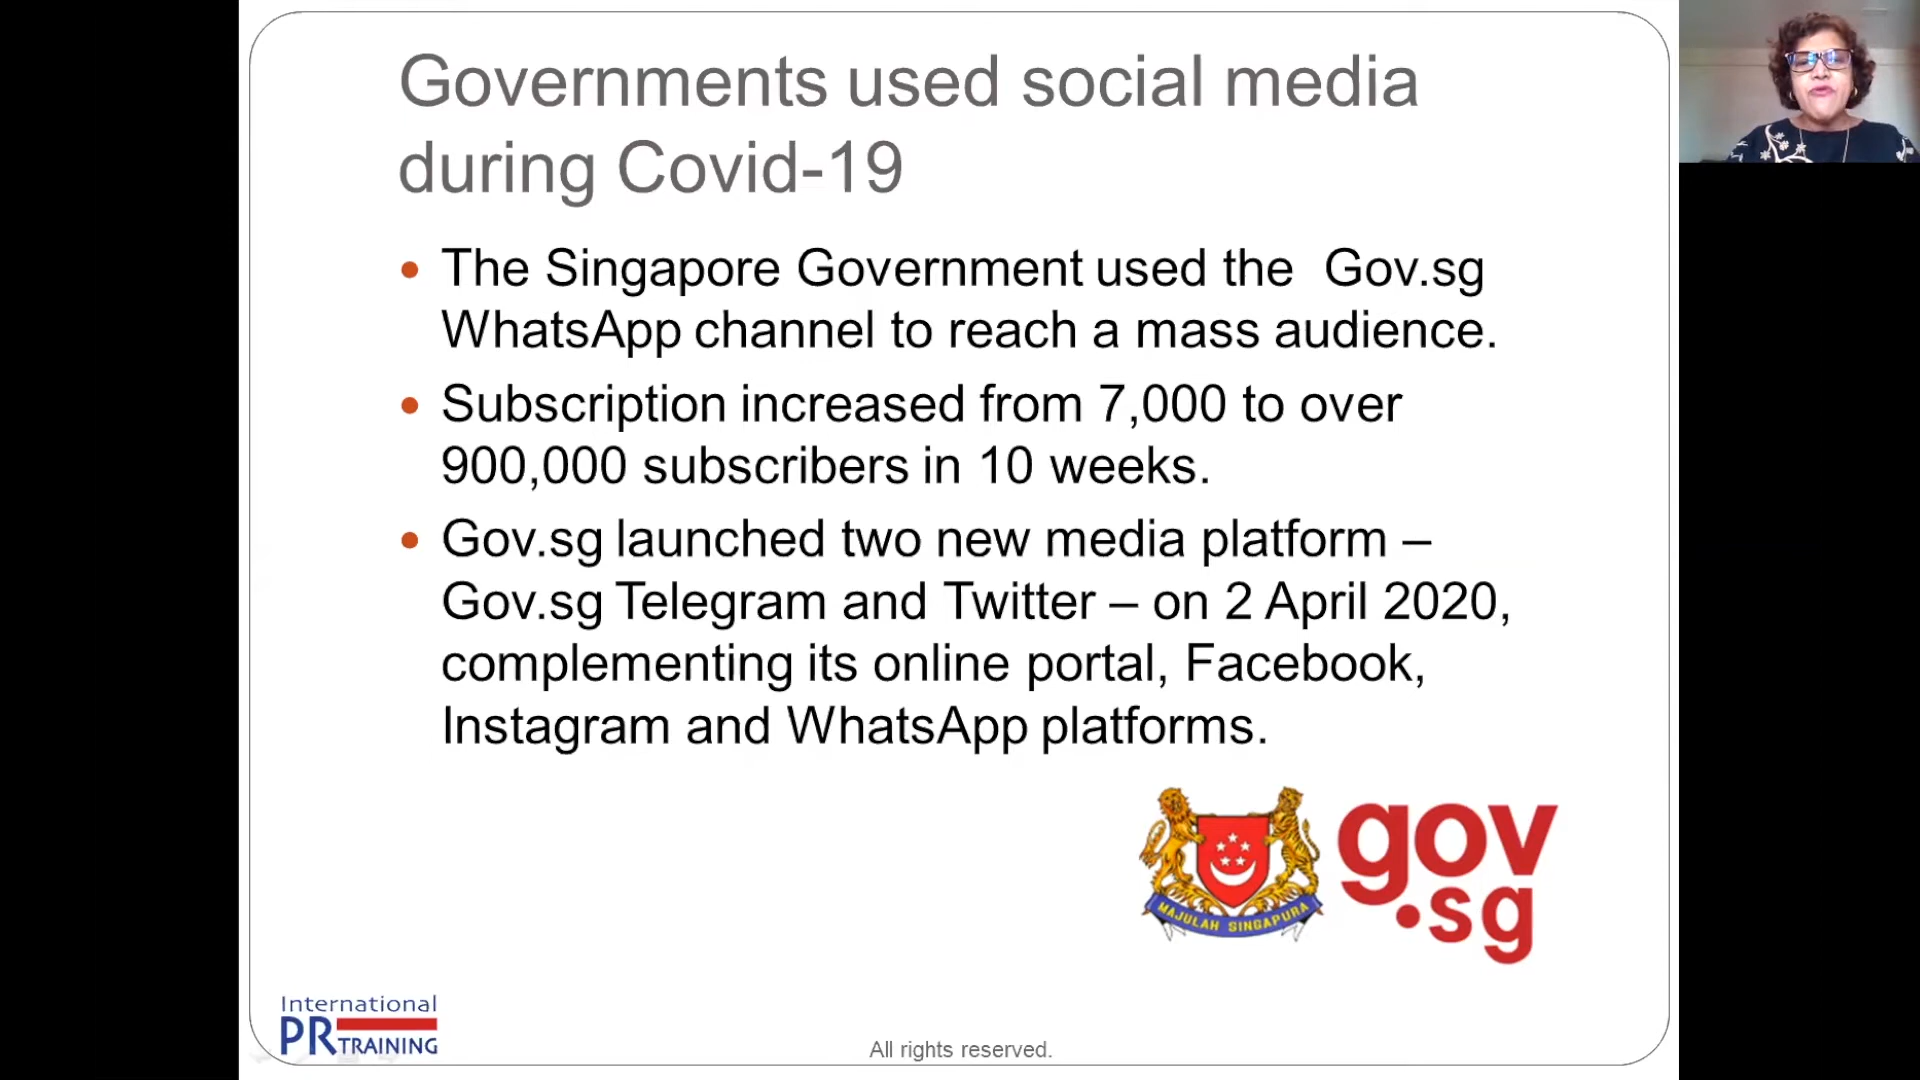 Governments used social media
during Covid-19
• The Singapore Government used the Gov.sg
WhatsApp channel to reach a mass audience.
• Subscription increased from 7,000 to over
900,000 subscribers in 10 weeks.
• Gov.sg launched two new media platform –
Gov.sg Telegram and Twitter – on 2 April 2020,
complementing its online portal, Facebook,
Instagram and WhatsApp platforms.
MAJULAH SINGAPURA
gov
.sg
International
PR TRAINING
All rights reserved.